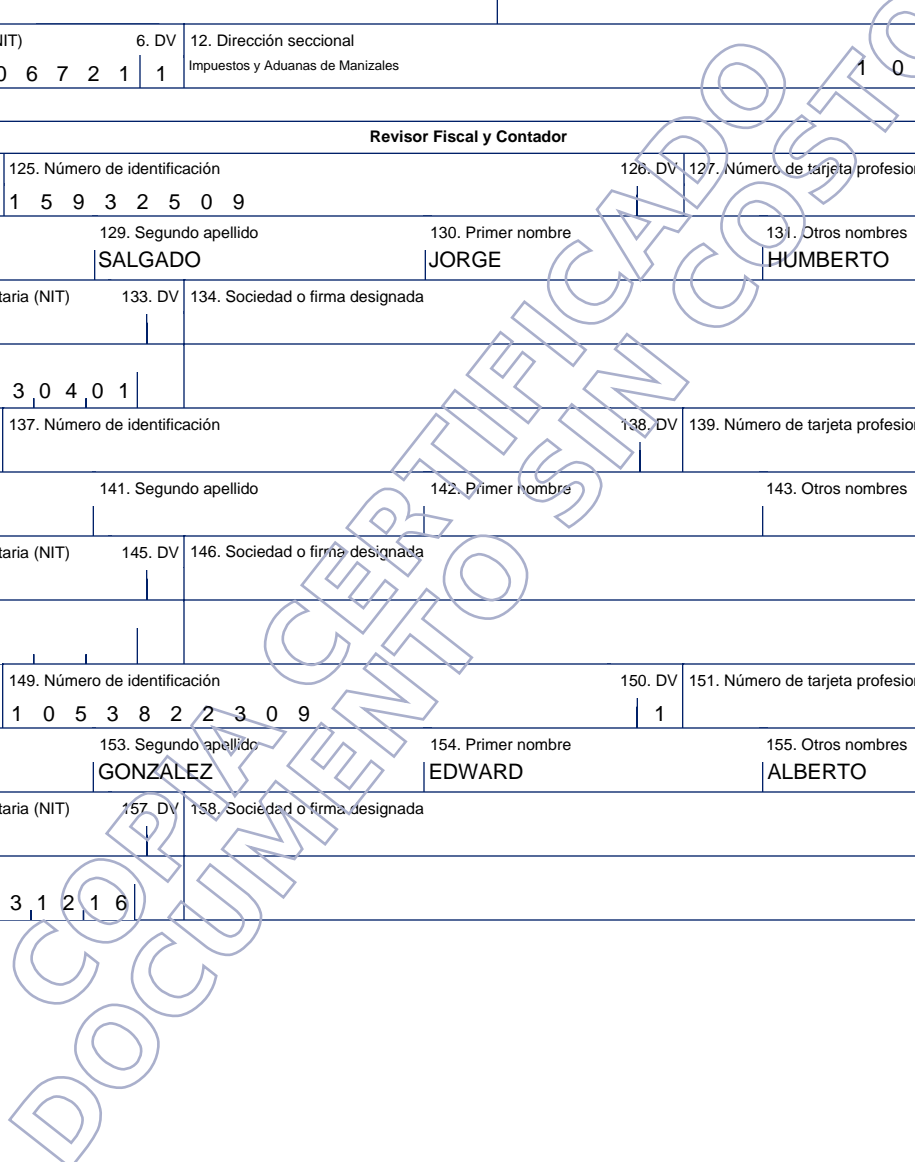 NIT) 6. DV 12. Dirección seccional
0 6 7 2 1 1 Impuestos y Aduanas de Manizales 1 0
Revisor Fiscal y Contador
125. Número de identificación 126. DV 127. Número de tarjeta profesion
1 5 9 3 2 5 0 9
129. Segundo apellido 130. Primer nombre 131. Otros nombres
SALGADO JORGE HUMBERTO
taria (NIT) 133. DV 134. Sociedad o firma designada
3 0 4 0 1
137. Número de identificación 138. DV 139. Número de tarjeta profesion
141. Segundo apellido 142. Primer nombre 143. Otros nombres
taria (NIT) 145. DV 146. Sociedad o firma designada
149. Número de identificación 150. DV 151. Número de tarjeta profesion
1 0 5 3 8 2 2 3 0 9 1
153. Segundo apellido 154. Primer nombre 155. Otros nombres
GONZALEZ EDWARD ALBERTO
taria (NIT) 157. DV 158. Sociedad o firma designada
3 1 2 1 6
COPIA CERTIFICADO
DOCUMENTO SIN COSTO